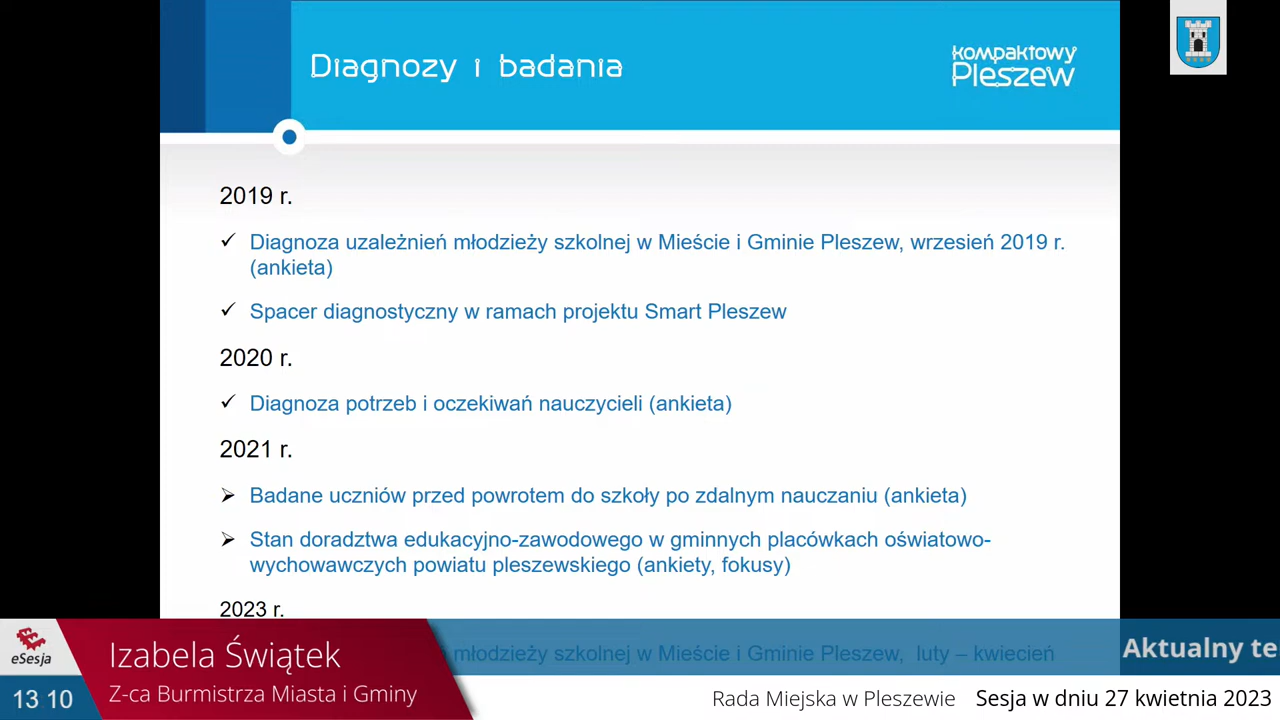 Diagnozy i badania
kompaktowy
Pleszew
2019 r.
Diagnoza uzależnień młodzieży szkolnej w Mieście i Gminie Pleszew, wrzesień 2019 r.
(ankieta)
Spacer diagnostyczny w ramach projektu Smart Pleszew
2020 r.
Diagnoza potrzeb i oczekiwań nauczycieli (ankieta)
2021 r.
Badane uczniów przed powrotem do szkoły po zdalnym nauczaniu (ankieta)
Stan doradztwa edukacyjno-zawodowego w gminnych placówkach oświatowo-
wychowawczych powiatu pleszewskiego (ankiety, fokusy)
2023 r.
młodzieży szkolnej w Mieście i Gminie Pleszew, luty – kwiecień
Aktualny te
eSesja
Izabela Świątek
Z-ca Burmistrza Miasta i Gminy
13 10
Rada Miejska w Pleszewie Sesja w dniu 27 kwietnia 2023